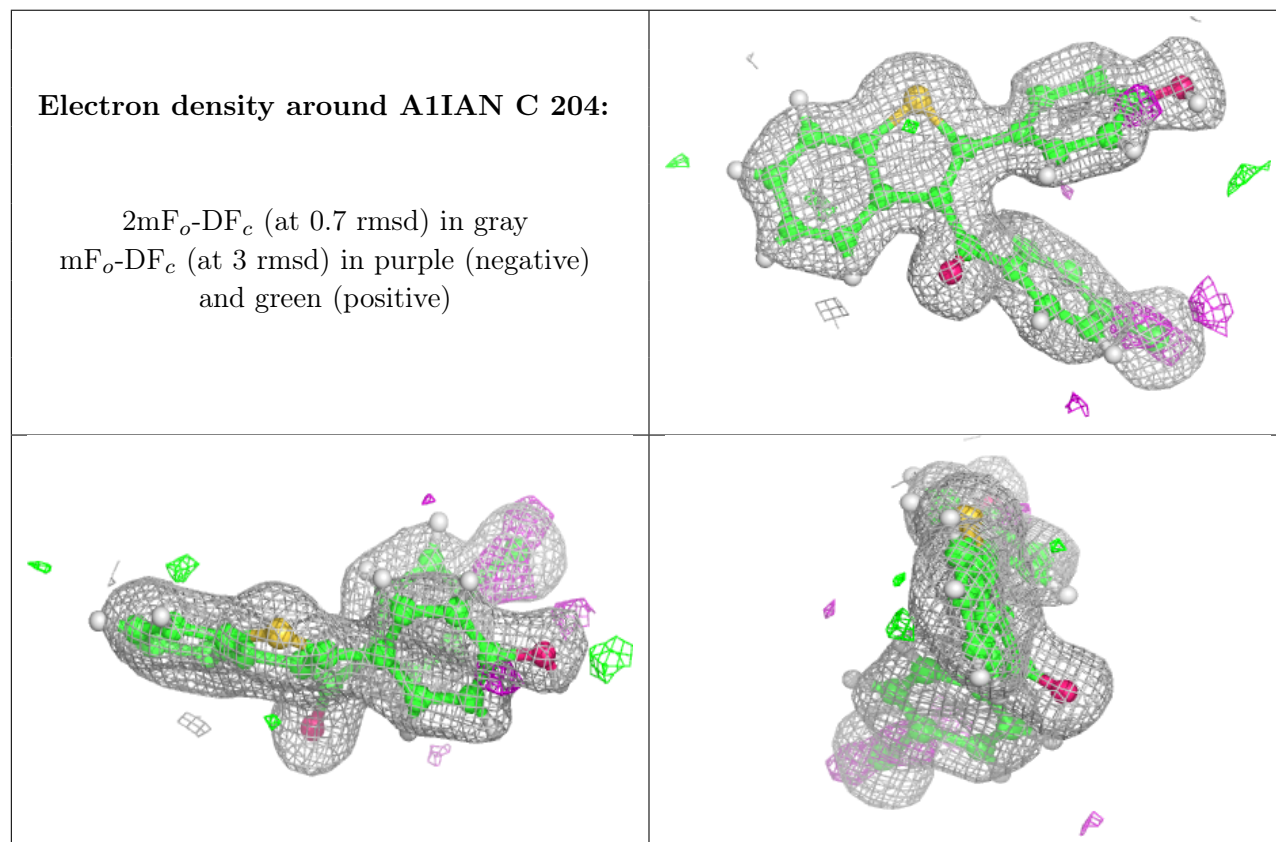 Electron density around A1IAN C 204:
2mFₒ-DF𝑐 (at 0.7 rmsd) in gray
mFₒ-DF𝑐 (at 3 rmsd) in purple (negative)
and green (positive)